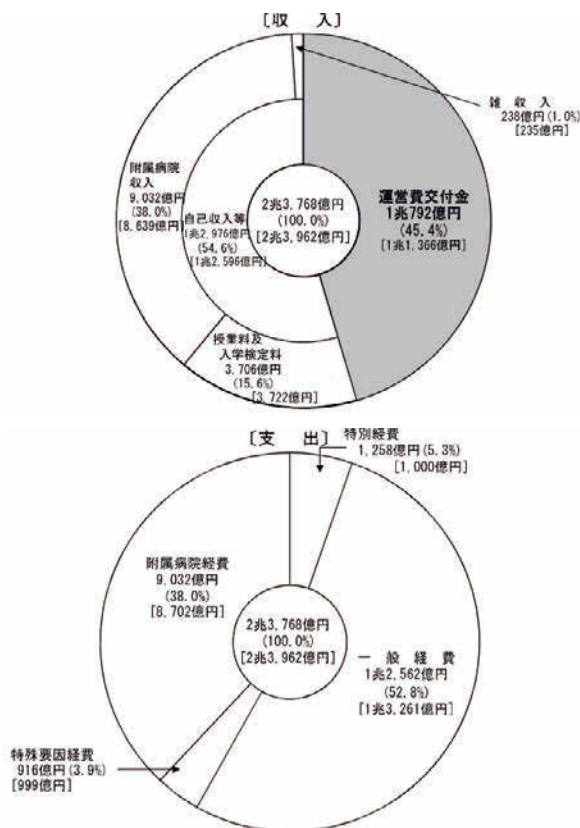 ［収　入］
雑 収 入
238億円(1.0%)
[235億円]
附属病院
収入
9,032億円
(38.0%)
[8,639億円]
自己収入等
1兆2,976億円
(54.6%)
[1兆2,596億円]
2兆3,768億円
(100.0%)
[2兆3,962億円]
運営費交付金
1兆792億円
(45.4%)
[1兆1,366億円]
授業料及
入学検定料
3,706億円
(15.6%)
[3,722億円]
［支　出］
特別経費
1,258億円(5.3%)
[1,000億円]
附属病院経費
9,032億円
(38.0%)
[8,702億円]
2兆3,768億円
(100.0%)
[2兆3,962億円]
一 般 経 費
1兆2,562億円
(52.8%)
[1兆3,261億円]
特殊要因経費
916億円(3.9%)
[999億円]